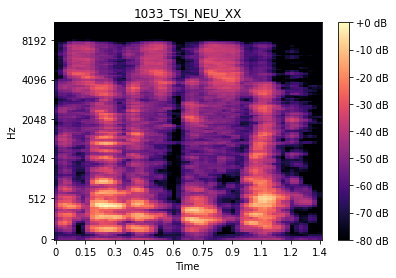 1033_TSI_NEU_XX
8192
4096
2048
1024
512
0
Hz
0 0.15 0.3 0.45 0.6 0.75 0.9 1.1 1.2 1.4
Time
+0 dB
-10 dB
-20 dB
-30 dB
-40 dB
-50 dB
-60 dB
-70 dB
-80 dB